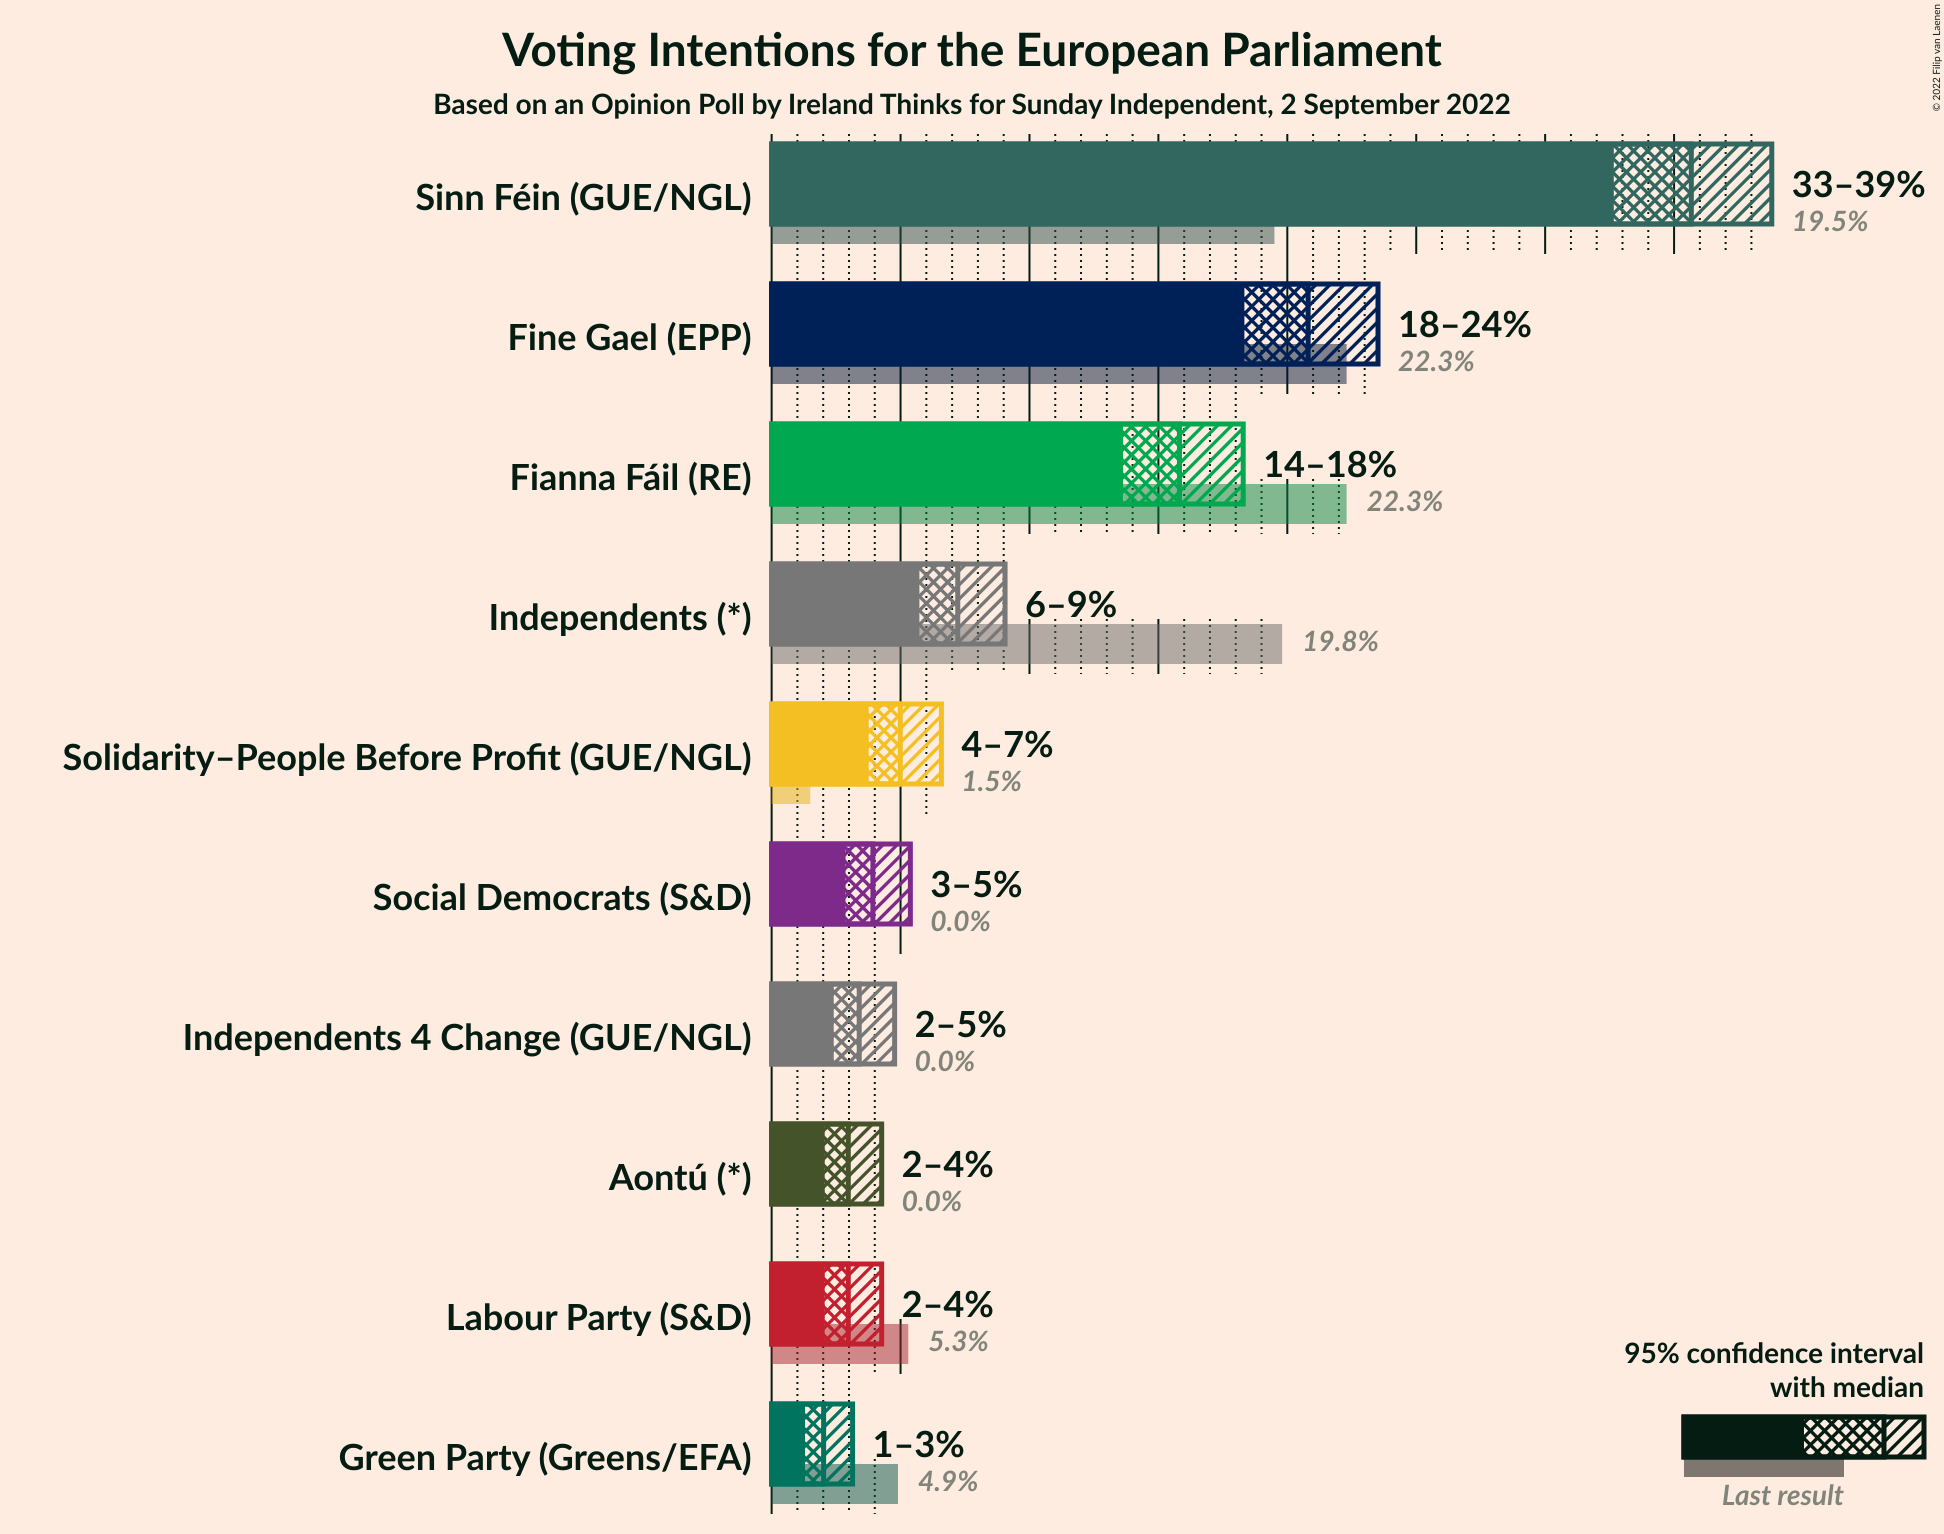 Voting Intentions for the European Parliament
Based on an Opinion Poll by Ireland Thinks for Sunday Independent, 2 September 2022
© 2022 Filip van Laenen
Sinn Féin (GUE/NGL)
33–39%
19.5%
Fine Gael (EPP)
18–24%
22.3%
Fianna Fáil (RE)
14–18%
22.3%
Independents (*)
6–9%
19.8%
Solidarity–People Before Profit (GUE/NGL)
4–7%
1.5%
Social Democrats (S&D)
3–5%
0.0%
Independents 4 Change (GUE/NGL)
2–5%
0.0%
Aontú (*)
2–4%
0.0%
Labour Party (S&D)
2–4%
5.3%
Green Party (Greens/EFA)
1–3%
4.9%
95% confidence interval
with median
Last result